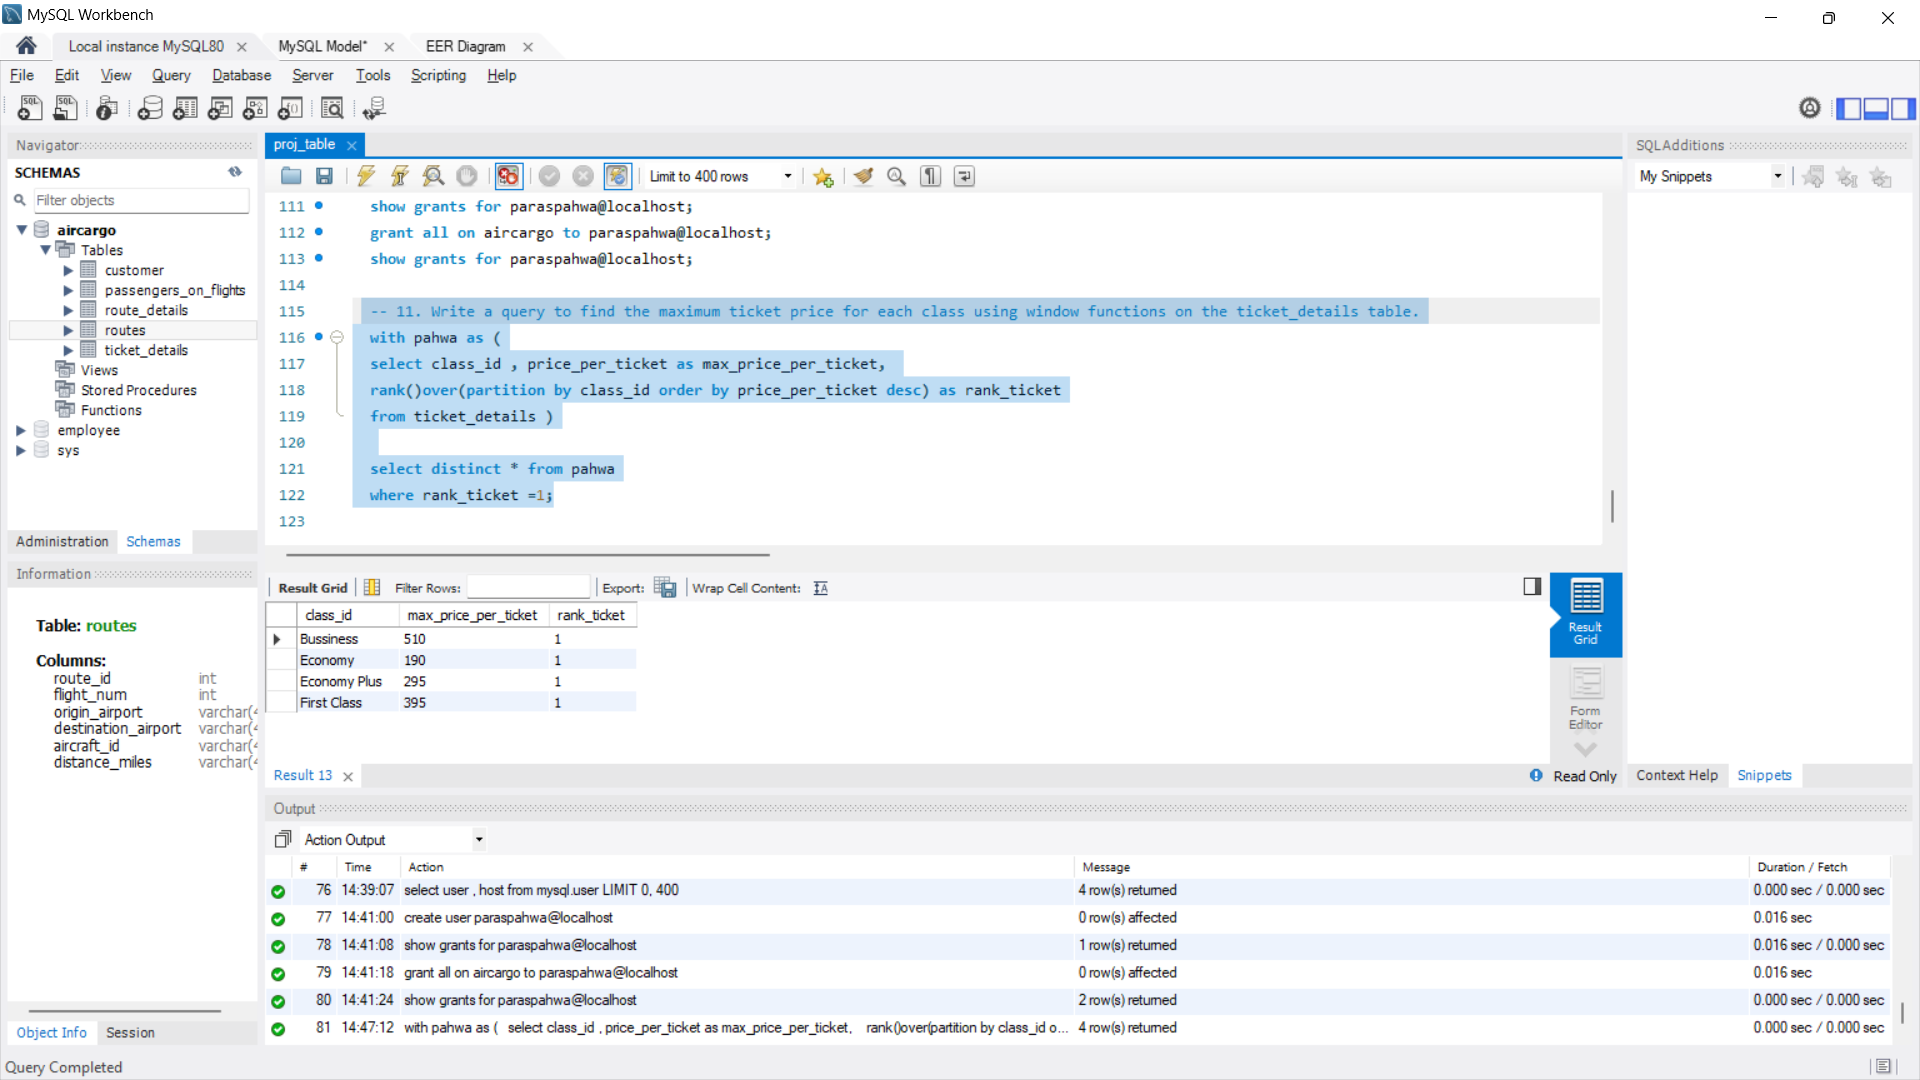 MySQL Workbench
Local instance MySQL80
MySQL Model*
EER Diagram
File Edit View Query Database Server Tools Scripting Help
Navigator
SCHEMAS
Filter objects
aircargo
Tables
customer
passengers_on_flights
route_details
routes
ticket_details
Views
Stored Procedures
Functions
employee
sys
Administration Schemas
Information
Table: routes
Columns:
route_id int
flight_num int
origin_airport varchar(4
destination_airport varchar(4
aircraft_id varchar(4
distance_miles varchar(4
Object Info Session
proj_table
Limit to 400 rows
111 show grants for paraspahwa@localhost;
112 grant all on aircargo to paraspahwa@localhost;
113 show grants for paraspahwa@localhost;
114
115 -- 11. Write a query to find the maximum ticket price for each class using window functions on the ticket_details table.
116 with pahwa as (
117 select class_id , price_per_ticket as max_price_per_ticket,
118 rank()over(partition by class_id order by price_per_ticket desc) as rank_ticket
119 from ticket_details )
120
121 select distinct * from pahwa
122 where rank_ticket =1;
123
Result Grid Filter Rows: Export: Wrap Cell Content:
class_id max_price_per_ticket rank_ticket
Bussiness 510 1
Economy 190 1
Economy Plus 295 1
First Class 395 1
Result Grid
Form Editor
Result 13
Read Only
SQLAdditions
My Snippets
Context Help Snippets
Output
Action Output
# Time Action Message Duration / Fetch
76 14:39:07 select user , host from mysql.user LIMIT 0, 400 4 row(s) returned 0.000 sec / 0.000 sec
77 14:41:00 create user paraspahwa@localhost 0 row(s) affected 0.016 sec
78 14:41:08 show grants for paraspahwa@localhost 1 row(s) returned 0.016 sec / 0.000 sec
79 14:41:18 grant all on aircargo to paraspahwa@localhost 0 row(s) affected 0.016 sec
80 14:41:24 show grants for paraspahwa@localhost 2 row(s) returned 0.000 sec / 0.000 sec
81 14:47:12 with pahwa as ( select class_id , price_per_ticket as max_price_per_ticket, rank()over(partition by class_id o... 4 row(s) returned 0.000 sec / 0.000 sec
Query Completed